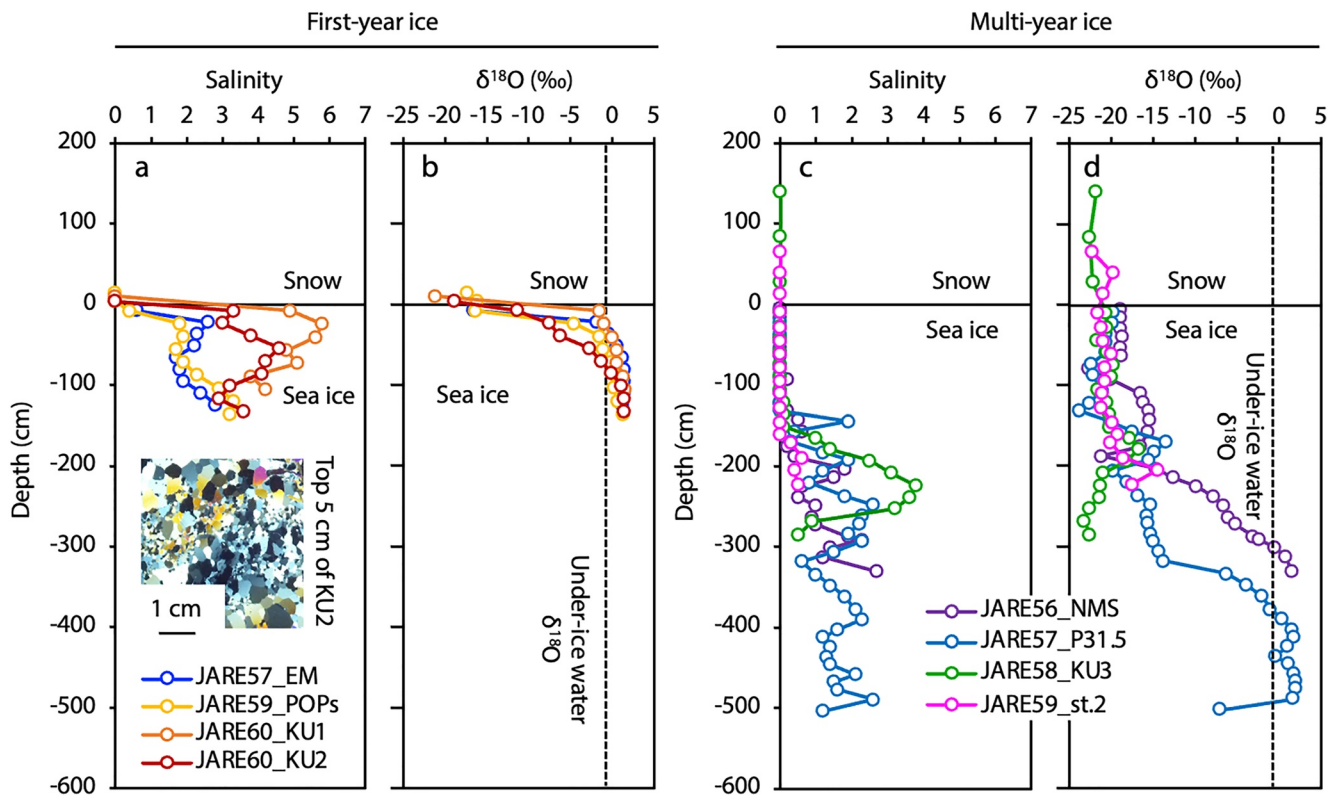 First-year ice
Multi-year ice
Salinity
δ¹⁸O (‰)
Salinity
δ¹⁸O (‰)
0 1 2 3 4 5 6 7
-25 -20 -15 -10 -5 0 5
0 1 2 3 4 5 6 7
-25 -20 -15 -10 -5 0 5
Depth (cm)
200
100
0
-100
-200
-300
-400
-500
-600
a
Snow
Sea ice
Top 5 cm of KU2
1 cm
JARE57_EM
JARE59_POPs
JARE60_KU1
JARE60_KU2
b
Snow
Sea ice
Under-ice water
δ¹⁸O
Depth (cm)
200
100
0
-100
-200
-300
-400
-500
-600
c
Snow
Sea ice
JARE56_NMS
JARE57_P31.5
JARE58_KU3
JARE59_st.2
d
Snow
Sea ice
Under-ice water
δ¹⁸O